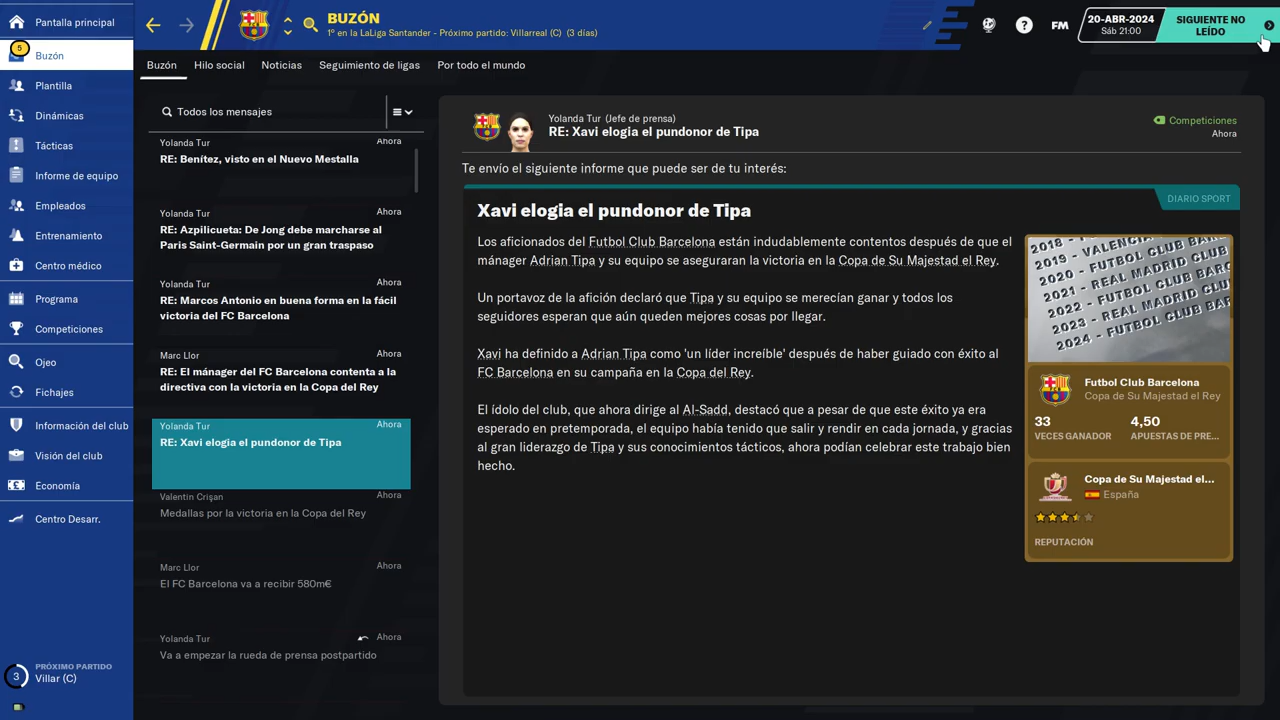 Pantalla principal
5
Buzón
Plantilla
Dinámicas
Tácticas
Informe de equipo
Empleados
Entrenamiento
Centro médico
Programa
Competiciones
Ojeo
Fichajes
Información del club
Visión del club
Economía
Centro Desarr.
3
PRÓXIMO PARTIDO
Villar (C)
BUZÓN
1º en la LaLiga Santander - Próximo partido: Villarreal (C) (3 días)
?
FM
20-ABR-2024
Sáb 21:00
SIGUIENTE NO
LEÍDO
Buzón
Hilo social
Noticias
Seguimiento de ligas
Por todo el mundo
Todos los mensajes
Yolanda Tur
Ahora
RE: Benítez, visto en el Nuevo Mestalla
Yolanda Tur
Ahora
RE: Azpilicueta: De Jong debe marcharse al
Paris Saint-Germain por un gran traspaso
Yolanda Tur
Ahora
RE: Marcos Antonio en buena forma en la fácil
victoria del FC Barcelona
Marc Llor
Ahora
RE: El mánager del FC Barcelona contenta a la
directiva con la victoria en la Copa del Rey
Yolanda Tur
Ahora
RE: Xavi elogia el pundonor de Tipa
Valentin Crişan
Ahora
Medallas por la victoria en la Copa del Rey
Marc Llor
Ahora
El FC Barcelona va a recibir 580m€
Yolanda Tur
Ahora
Va a empezar la rueda de prensa postpartido
Yolanda Tur (Jefe de prensa)
RE: Xavi elogia el pundonor de Tipa
Competiciones
Ahora
Te envío el siguiente informe que puede ser de tu interés:
DIARIO SPORT
Xavi elogia el pundonor de Tipa
Los aficionados del Futbol Club Barcelona están indudablemente contentos después de que el
mánager Adrian Tipa y su equipo se aseguraran la victoria en la Copa de Su Majestad el Rey.
Un portavoz de la afición declaró que Tipa y su equipo se merecían ganar y todos los
seguidores esperan que aún queden mejores cosas por llegar.
Xavi ha definido a Adrian Tipa como 'un líder increíble' después de haber guiado con éxito al
FC Barcelona en su campaña en la Copa del Rey.
El ídolo del club, que ahora dirige al Al-Sadd, destacó que a pesar de que este éxito ya era
esperado en pretemporada, el equipo había tenido que salir y rendir en cada jornada, y gracias
al gran liderazgo de Tipa y sus conocimientos tácticos, ahora podían celebrar este trabajo bien
hecho.
2018 -
2019 - VALENCIA
2020 - FUTBOL CLUB BAR
2021 - REAL MADRID CLUB
2022 - FUTBOL CLUB BARC
2023 - REAL MADRID CLUB
2024 - FUTBOL CLUB BAR
Futbol Club Barcelona
Copa de Su Majestad el Rey
33
VECES GANADOR
4,50
APUESTAS DE PRE...
Copa de Su Majestad el...
España
REPUTACIÓN